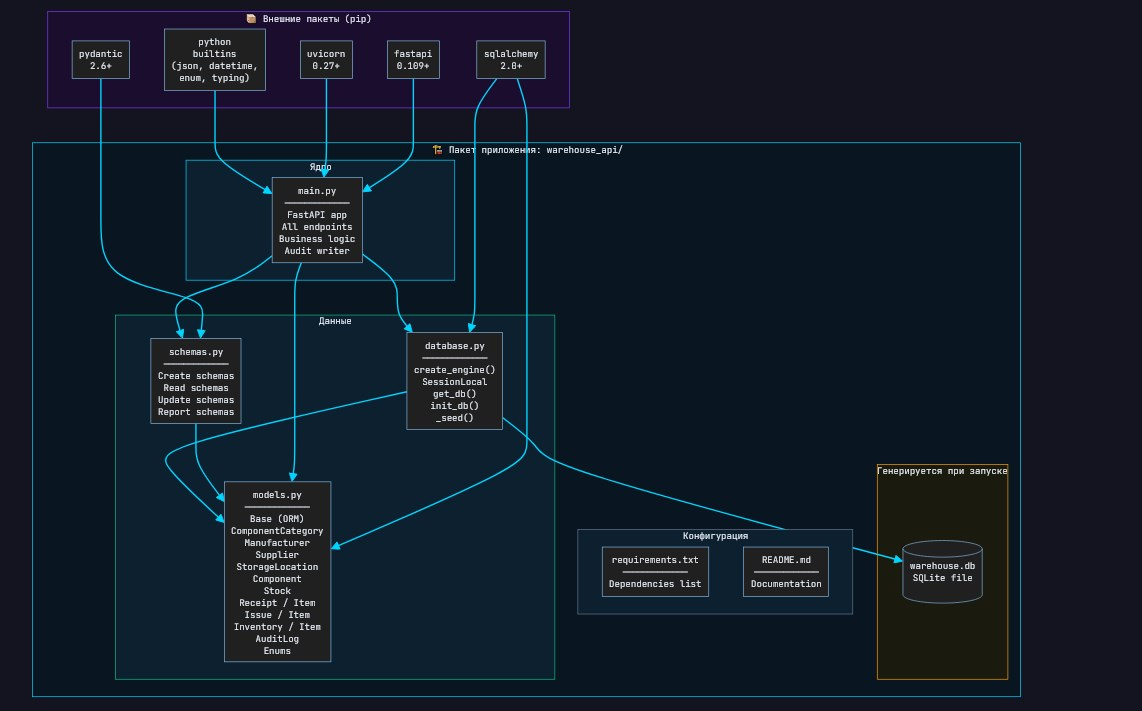 📦 Внешние пакеты (pip)
pydantic
2.6+
python
builtins
(json, datetime,
enum, typing)
uvicorn
0.27+
fastapi
0.109+
sqlalchemy
2.0+
🏗️ Пакет приложения: warehouse_api/
Ядро
main.py
─────────────
FastAPI app
All endpoints
Business logic
Audit writer
Данные
schemas.py
─────────────
Create schemas
Read schemas
Update schemas
Report schemas
database.py
─────────────
create_engine()
SessionLocal
get_db()
init_db()
_seed()
models.py
─────────────
Base (ORM)
ComponentCategory
Manufacturer
Supplier
StorageLocation
Component
Stock
Receipt / Item
Issue / Item
Inventory / Item
AuditLog
Enums
Конфигурация
requirements.txt
─────────────
Dependencies list
README.md
─────────────
Documentation
Генерируется при запуске
warehouse.db
SQLite file